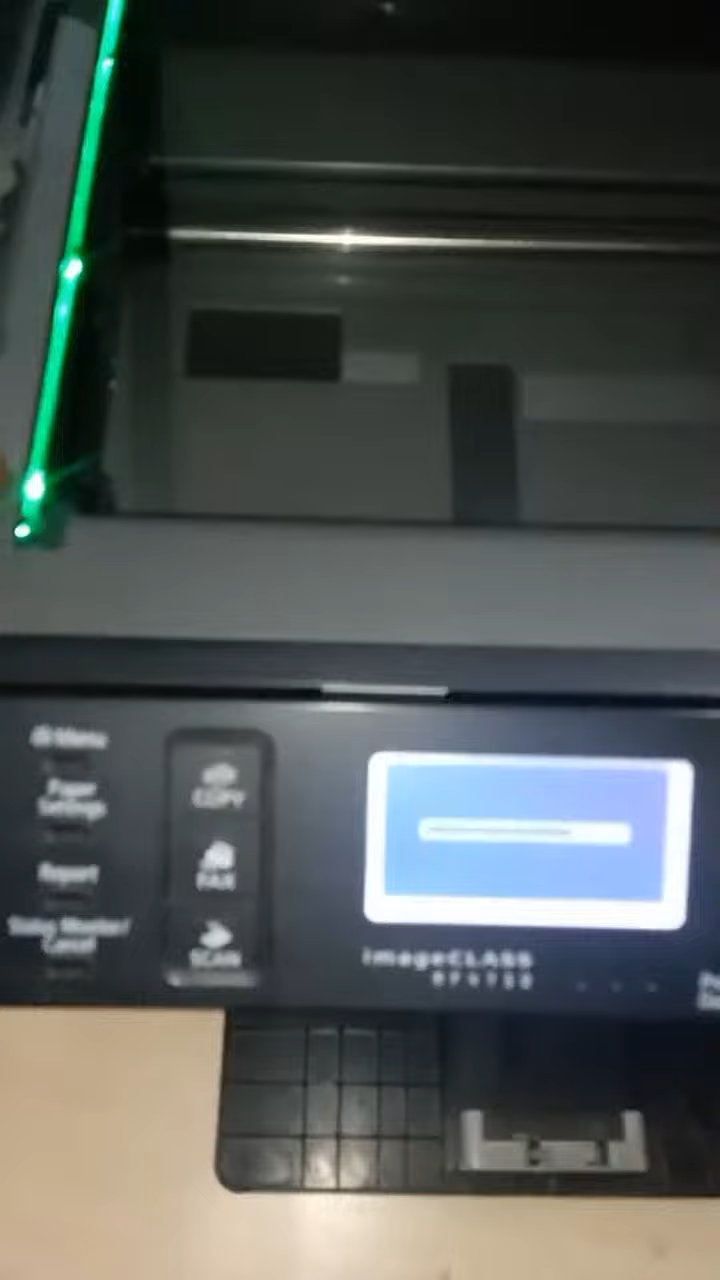 Menu
Paper
Settings
Report
Status Monitor/
Cancel
COPY
FAX
SCAN
imageCLASS